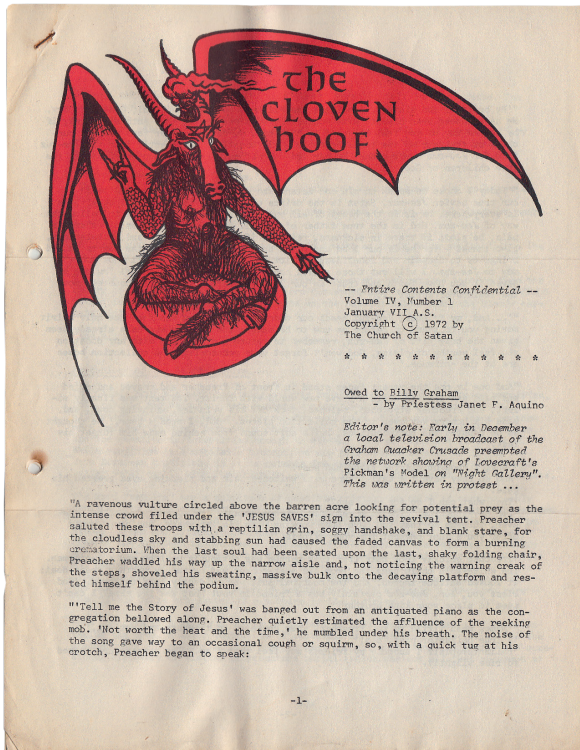 the
cloven
hoof
-- Entire Contents Confidential --
Volume IV, Number 1
January VII A.S.
Copyright © 1972 by
The Church of Satan
* * * * * * * * * * * *
Owed to Billy Graham
- by Priestess Janet F. Aquino
Editor's note: Early in December
a local television broadcast of the
Graham Quacker Crusade preempted
the network showing of Lovecraft's
Pickman's Model on "Night Gallery".
This was written in protest ...
"A ravenous vulture circled above the barren acre looking for potential prey as the
intense crowd filed under the 'JESUS SAVES' sign into the revival tent. Preacher
saluted these troops with a reptilian grin, soggy handshake, and blank stare, for
the cloudless sky and stabbing sun had caused the faded canvas to form a burning
crematorium. When the last soul had been seated upon the last, shaky folding chair,
Preacher waddled his way up the narrow aisle and, not noticing the warning creak of
the steps, shoveled his sweating, massive bulk onto the decaying platform and res-
ted himself behind the podium.
"'Tell me the Story of Jesus' was banged out from an antiquated piano as the con-
gregation bellowed along. Preacher quietly estimated the affluence of the reeking
mob. 'Not worth the heat and the time,' he mumbled under his breath. The noise of
the song gave way to an occasional cough or squirm, so, with a quick tug at his
crotch, Preacher began to speak:
-1-